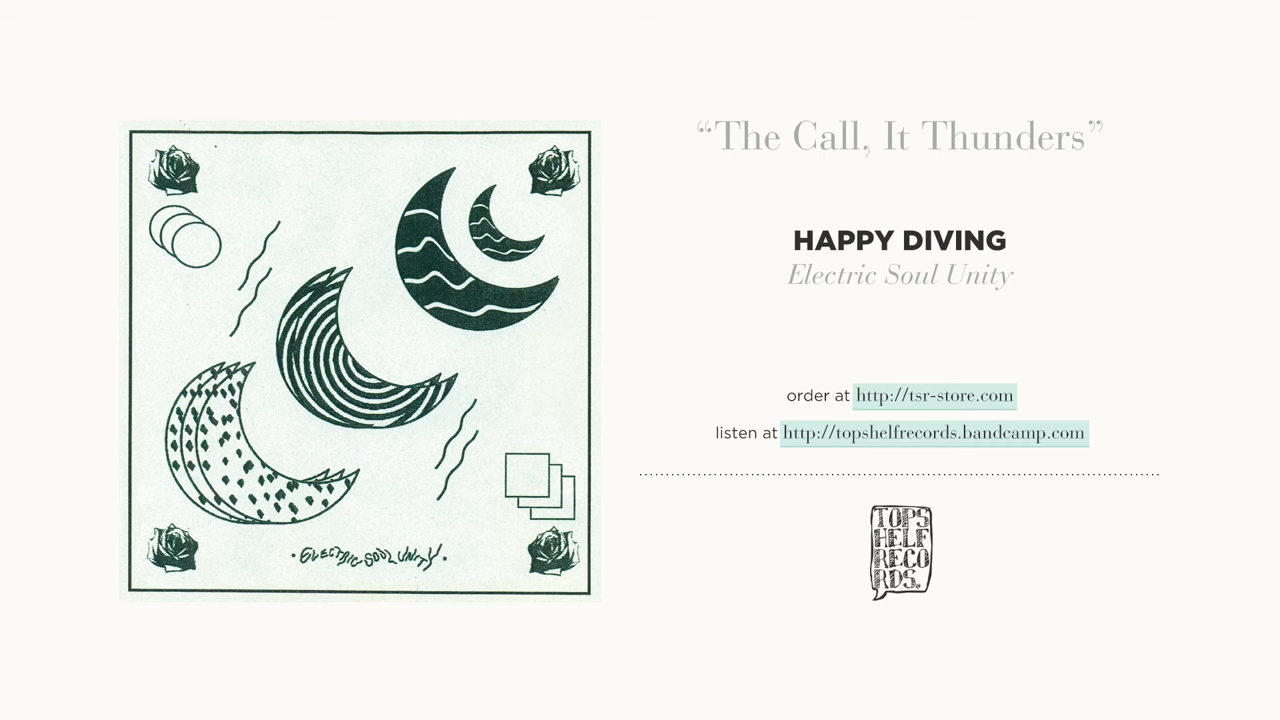 “The Call, It Thunders”
HAPPY DIVING
Electric Soul Unity
order at http://tsr-store.com
listen at http://topshelfrecords.bandcamp.com
• ELECTRIC SOUL UNITY •
TOPS
HELF
RECO
RDS.